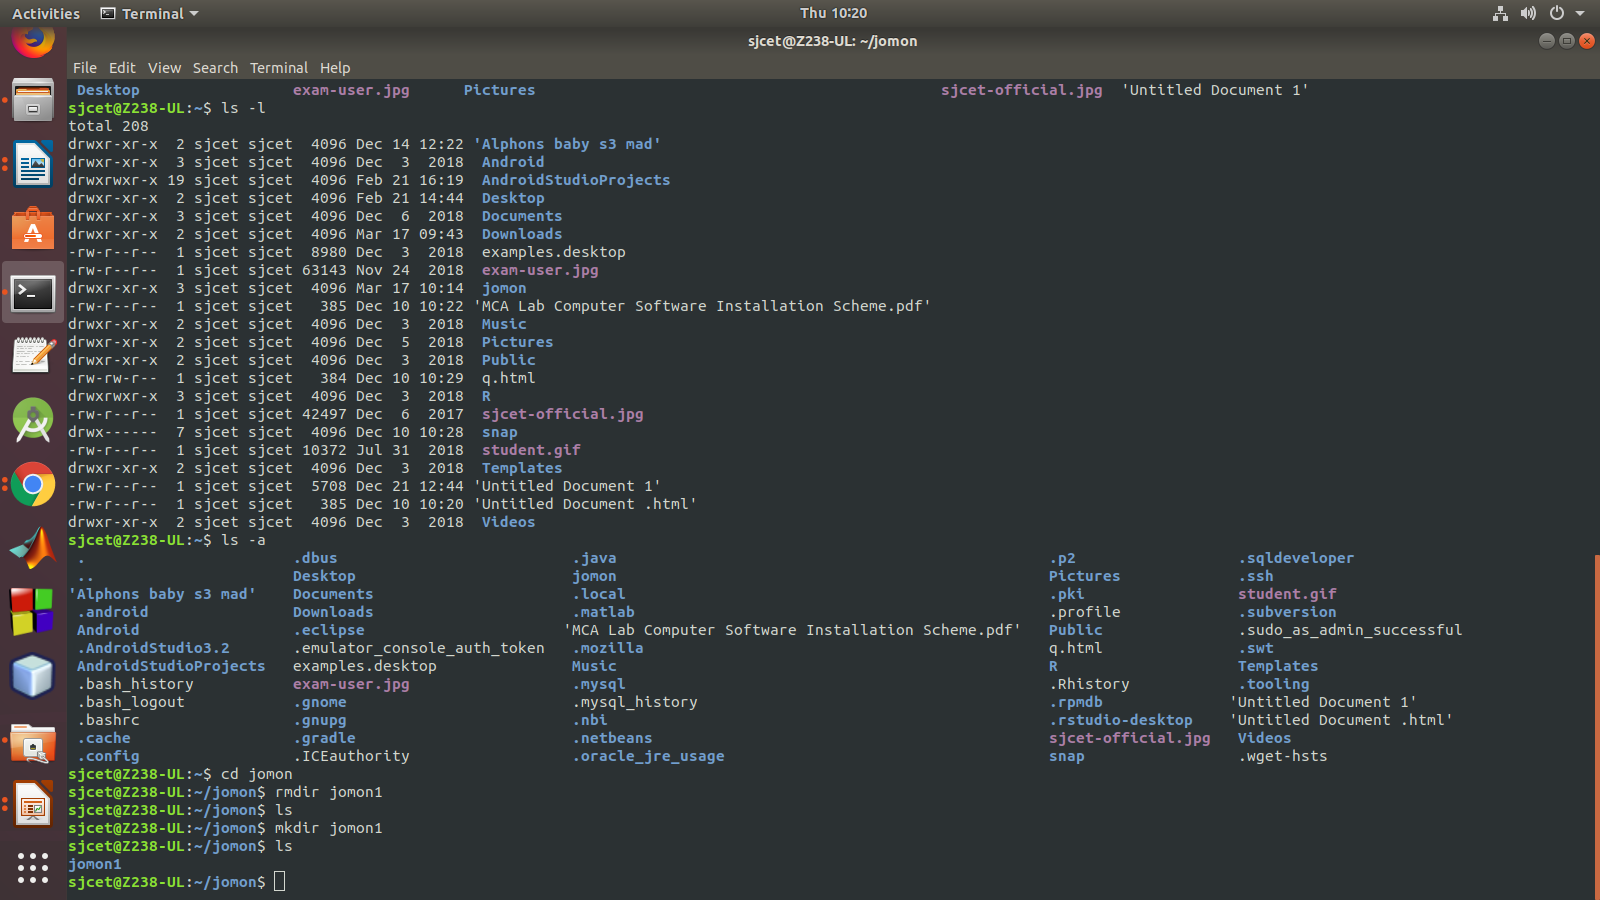 Activities Terminal Thu 10:20
sjcet@Z238-UL: ~/jomon
File Edit View Search Terminal Help
Desktop exam-user.jpg Pictures sjcet-official.jpg 'Untitled Document 1'
sjcet@Z238-UL:~$ ls -l
total 208
drwxr-xr-x 2 sjcet sjcet 4096 Dec 14 12:22 'Alphons baby s3 mad'
drwxr-xr-x 3 sjcet sjcet 4096 Dec 3 2018 Android
drwxrwxr-x 19 sjcet sjcet 4096 Feb 21 16:19 AndroidStudioProjects
drwxr-xr-x 2 sjcet sjcet 4096 Feb 21 14:44 Desktop
drwxr-xr-x 3 sjcet sjcet 4096 Dec 6 2018 Documents
drwxr-xr-x 2 sjcet sjcet 4096 Mar 17 09:43 Downloads
-rw-r--r-- 1 sjcet sjcet 8980 Dec 3 2018 examples.desktop
-rw-r--r-- 1 sjcet sjcet 63143 Nov 24 2018 exam-user.jpg
drwxr-xr-x 3 sjcet sjcet 4096 Mar 17 10:14 jomon
-rw-r--r-- 1 sjcet sjcet 385 Dec 10 10:22 'MCA Lab Computer Software Installation Scheme.pdf'
drwxr-xr-x 2 sjcet sjcet 4096 Dec 3 2018 Music
drwxr-xr-x 2 sjcet sjcet 4096 Dec 5 2018 Pictures
drwxr-xr-x 2 sjcet sjcet 4096 Dec 3 2018 Public
-rw-rw-r-- 1 sjcet sjcet 384 Dec 10 10:29 q.html
drwxrwxr-x 3 sjcet sjcet 4096 Dec 3 2018 R
-rw-r--r-- 1 sjcet sjcet 42497 Dec 6 2017 sjcet-official.jpg
drwx------ 7 sjcet sjcet 4096 Dec 10 10:28 snap
-rw-r--r-- 1 sjcet sjcet 10372 Jul 31 2018 student.gif
drwxr-xr-x 2 sjcet sjcet 4096 Dec 3 2018 Templates
-rw-r--r-- 1 sjcet sjcet 5708 Dec 21 12:44 'Untitled Document 1'
-rw-r--r-- 1 sjcet sjcet 385 Dec 10 10:20 'Untitled Document .html'
drwxr-xr-x 2 sjcet sjcet 4096 Dec 3 2018 Videos
sjcet@Z238-UL:~$ ls -a
. .dbus .java .p2 .sqldeveloper
.. Desktop jomon Pictures .ssh
'Alphons baby s3 mad' Documents .local .pki student.gif
.android Downloads .matlab .profile .subversion
Android .eclipse 'MCA Lab Computer Software Installation Scheme.pdf' Public .sudo_as_admin_successful
.AndroidStudio3.2 .emulator_console_auth_token .mozilla q.html .swt
AndroidStudioProjects examples.desktop Music R Templates
.bash_history exam-user.jpg .mysql .Rhistory .tooling
.bash_logout .gnome .mysql_history .rpmdb 'Untitled Document 1'
.bashrc .gnupg .nbi .rstudio-desktop 'Untitled Document .html'
.cache .gradle .netbeans sjcet-official.jpg Videos
.config .ICEauthority .oracle_jre_usage snap .wget-hsts
sjcet@Z238-UL:~$ cd jomon
sjcet@Z238-UL:~/jomon$ rmdir jomon1
sjcet@Z238-UL:~/jomon$ ls
sjcet@Z238-UL:~/jomon$ mkdir jomon1
sjcet@Z238-UL:~/jomon$ ls
jomon1
sjcet@Z238-UL:~/jomon$